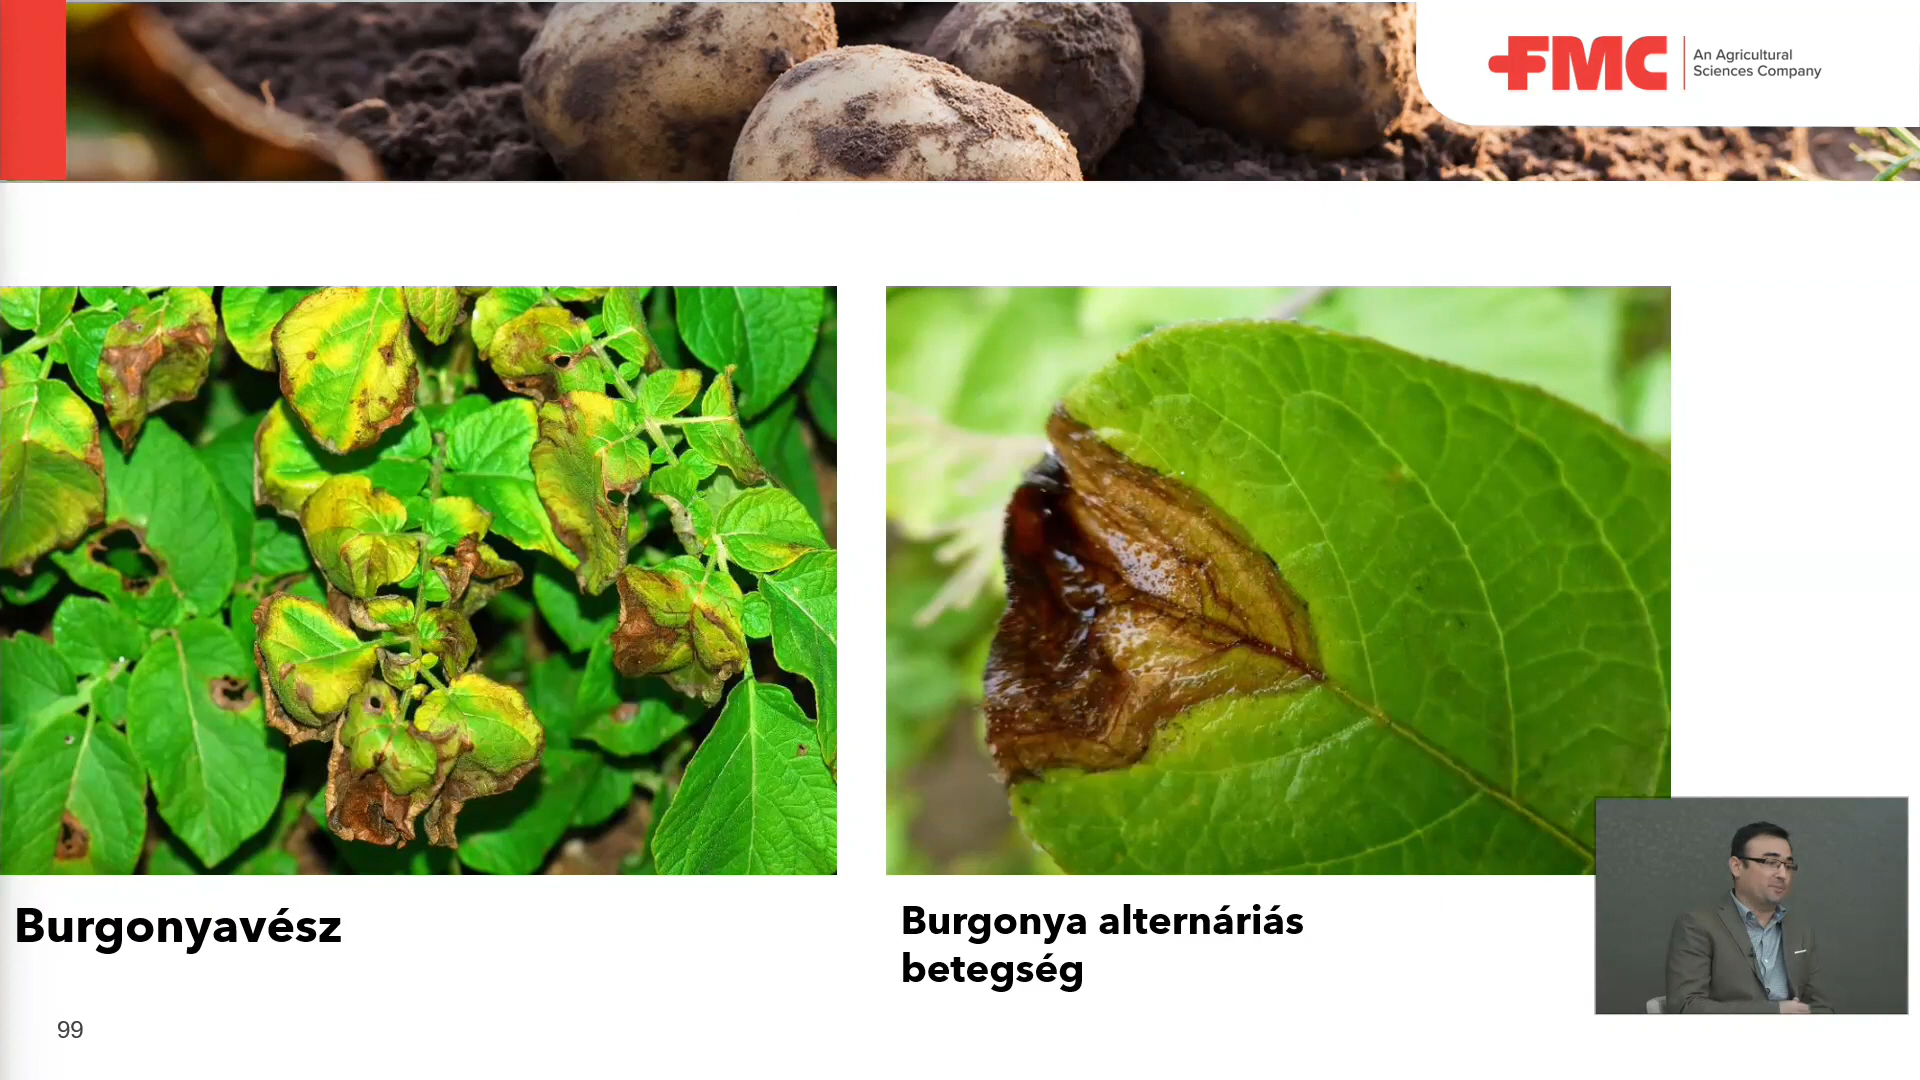 FMC
An Agricultural
Sciences Company
Burgonyavész
Burgonya alternáriás
betegség
99